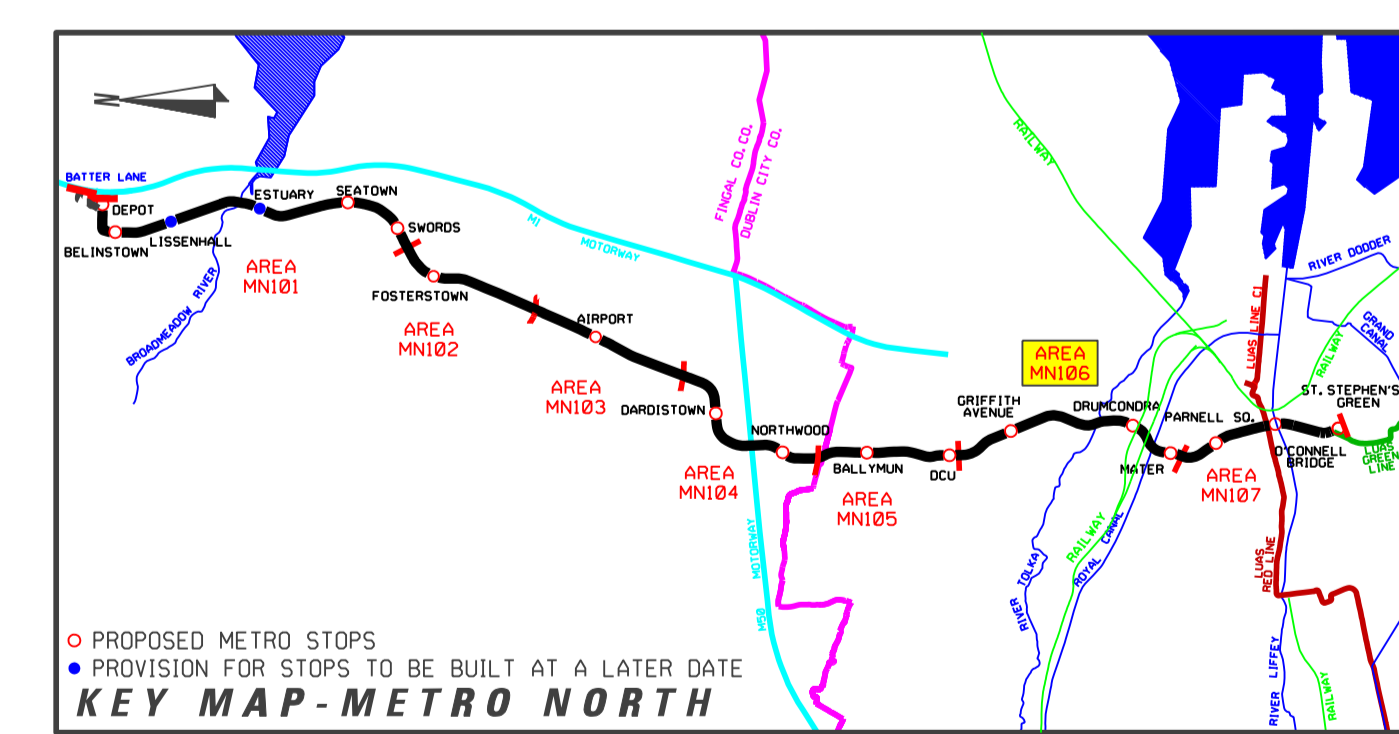 BATTER LANE
DEPOT
BELINSTOWN
LISSENHALL
ESTUARY
SEATOWN
SWORDS
BROADMEADOW RIVER
AREA
MN101
FOSTERSTOWN
AREA
MN102
M1
MOTORWAY
AIRPORT
AREA
MN103
DARDISTOWN
FINGAL CO. CO.
DUBLIN CITY CO.
NORTHWOOD
AREA
MN104
MOTORWAY
M50
BALLYMUN
AREA
MN105
DCU
GRIFFITH
AVENUE
AREA
MN106
RAILWAY
DRUMCONDRA
MATER
PARNELL SQ.
AREA
MN107
O'CONNELL
BRIDGE
ST. STEPHEN'S
GREEN
LUAS
GREEN
LINE
LUAS LINE C1
RIVER DODDER
GRAND
CANAL
RAILWAY
RIVER TOLKA
RAILWAY
ROYAL CANAL
LUAS
RED LINE
RIVER LIFFEY
RAILWAY
PROPOSED METRO STOPS
PROVISION FOR STOPS TO BE BUILT AT A LATER DATE
KEY MAP-METRO NORTH